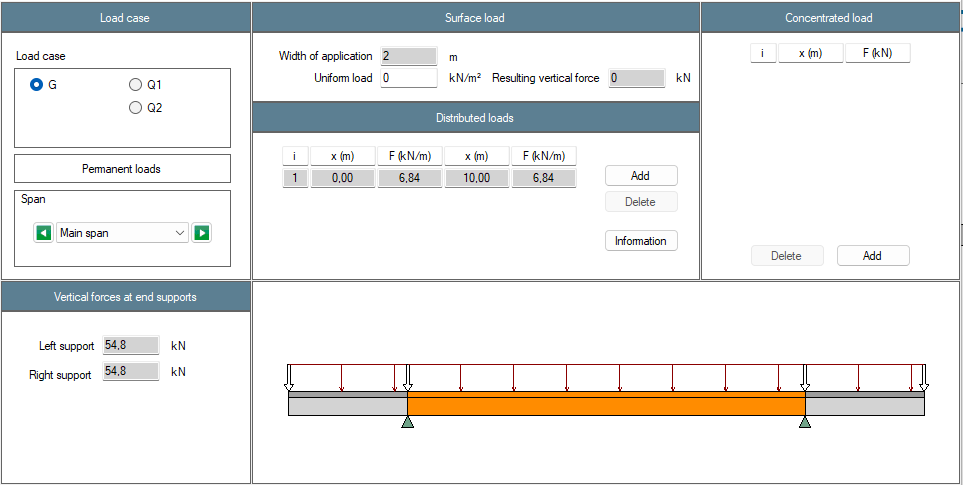 Load case
Load case
G
Q1
Q2
Permanent loads
Span
Main span
Surface load
Width of application 2 m
Uniform load 0 kN/m² Resulting vertical force 0 kN
Distributed loads
i x (m) F (kN/m) x (m) F (kN/m)
1 0,00 6,84 10,00 6,84
Add
Delete
Information
Concentrated load
i x (m) F (kN)
Delete Add
Vertical forces at end supports
Left support 54,8 kN
Right support 54,8 kN